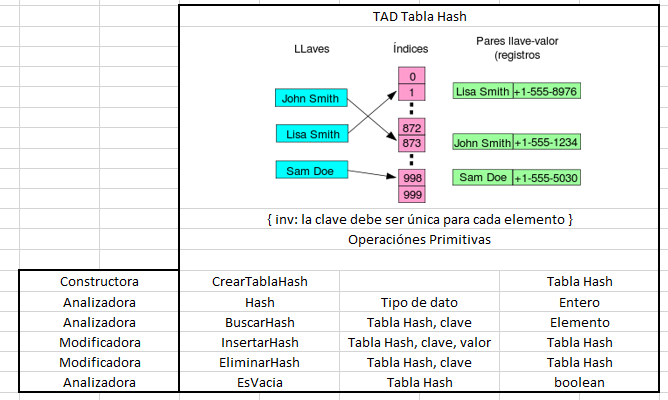 TAD Tabla Hash
LLaves
Índices
Pares llave-valor
(registros
0
1
872
873
998
999
John Smith
Lisa Smith
Sam Doe
Lisa Smith +1-555-8976
John Smith +1-555-1234
Sam Doe +1-555-5030
{ inv: la clave debe ser única para cada elemento }
Operaciónes Primitivas
Constructora CrearTablaHash Tabla Hash
Analizadora Hash Tipo de dato Entero
Analizadora BuscarHash Tabla Hash, clave Elemento
Modificadora InsertarHash Tabla Hash, clave, valor Tabla Hash
Modificadora EliminarHash Tabla Hash, clave Tabla Hash
Analizadora EsVacia Tabla Hash boolean